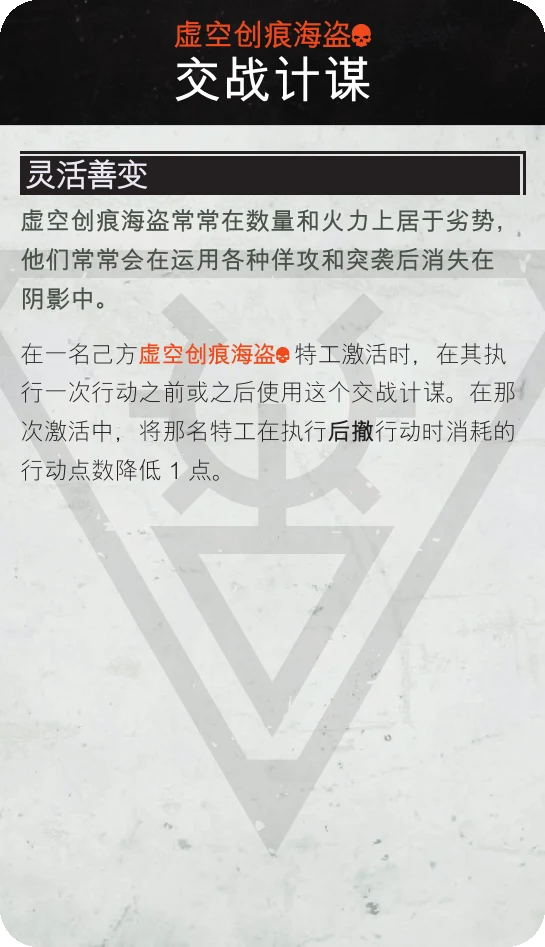 虚空创痕海盗
交战计谋
灵活善变
虚空创痕海盗常常在数量和火力上居于劣势，
他们常常会在运用各种佯攻和突袭后消失在
阴影中。
在一名己方虚空创痕海盗 特工激活时，在其执
行一次行动之前或之后使用这个交战计谋。在那
次激活中，将那名特工在执行后撤行动时消耗的
行动点数降低 1 点。